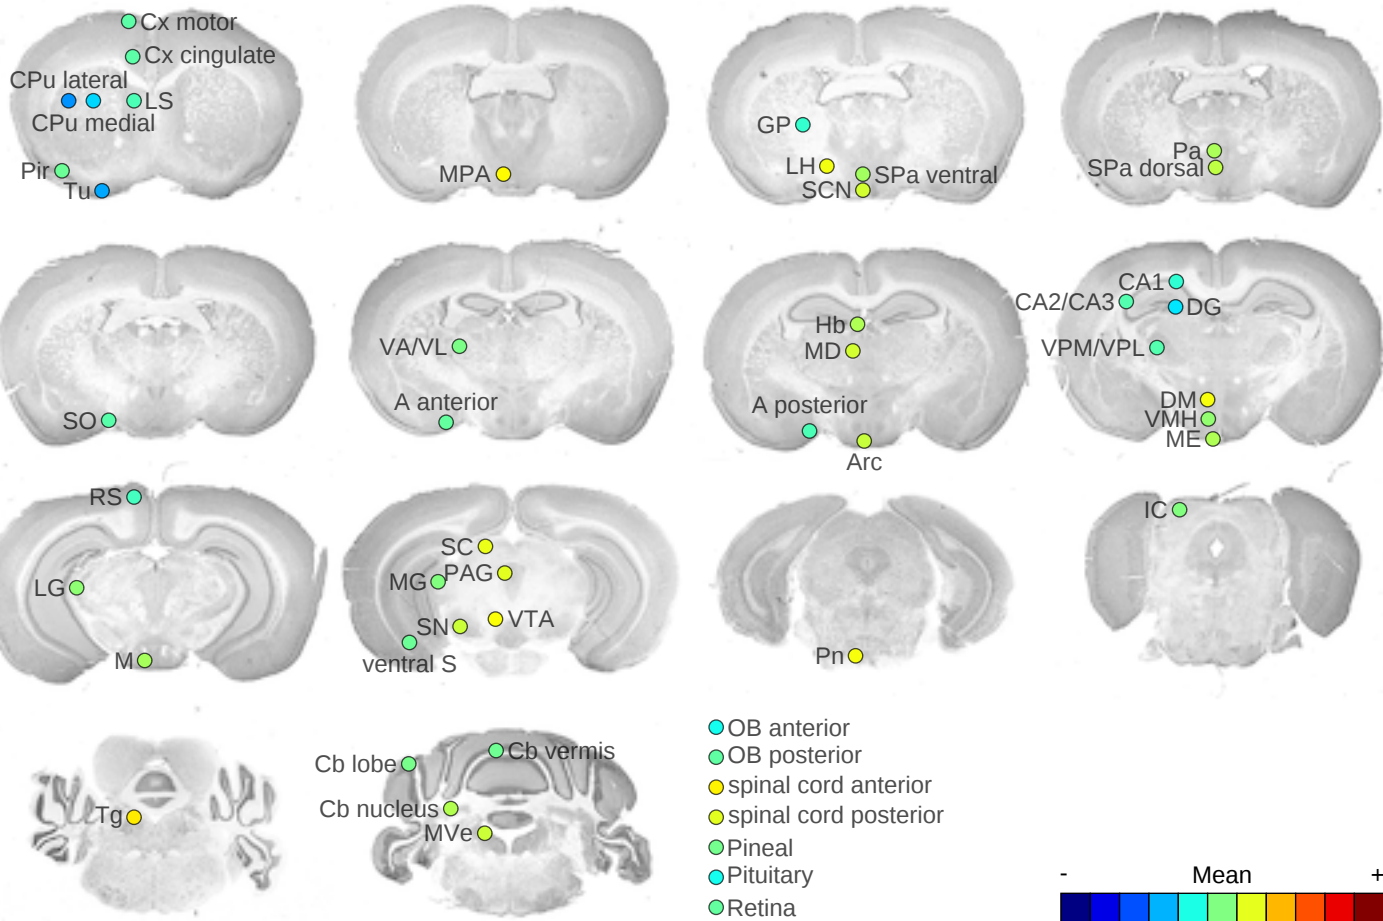 Cx motor
Cx cingulate
CPu lateral
LS
CPu medial
Pir
Tu
MPA
GP
LH
SPa ventral
SCN
Pa
SPa dorsal
SO
VA/VL
A anterior
Hb
MD
A posterior
Arc
CA1
CA2/CA3
DG
VPM/VPL
DM
VMH
ME
RS
LG
M
SC
PAG
MG
VTA
SN
ventral S
Pn
IC
Tg
Cb vermis
Cb lobe
Cb nucleus
MVe
OB anterior
OB posterior
spinal cord anterior
spinal cord posterior
Pineal
Pituitary
Retina
- Mean +